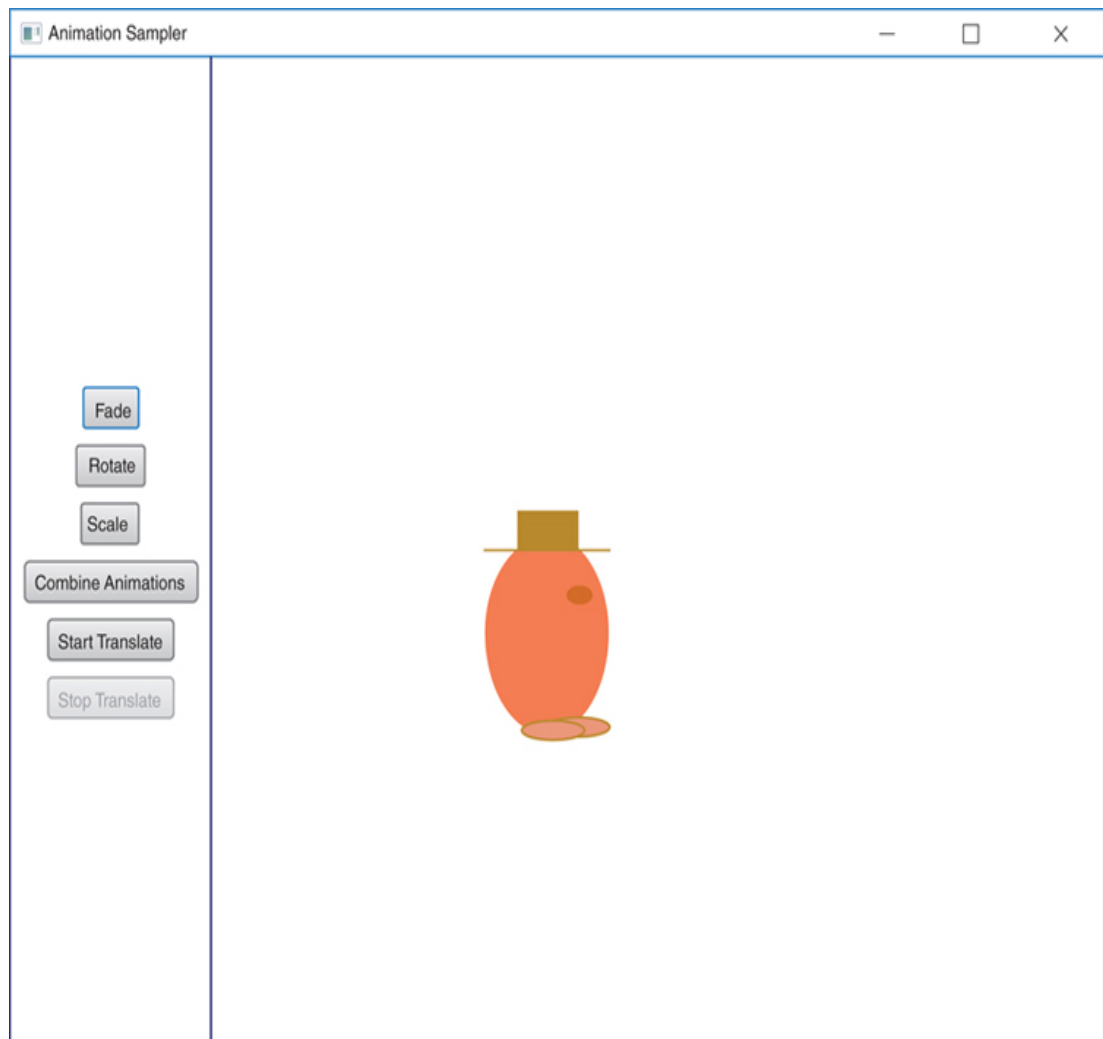 Animation Sampler
Fade
Rotate
Scale
Combine Animations
Start Translate
Stop Translate